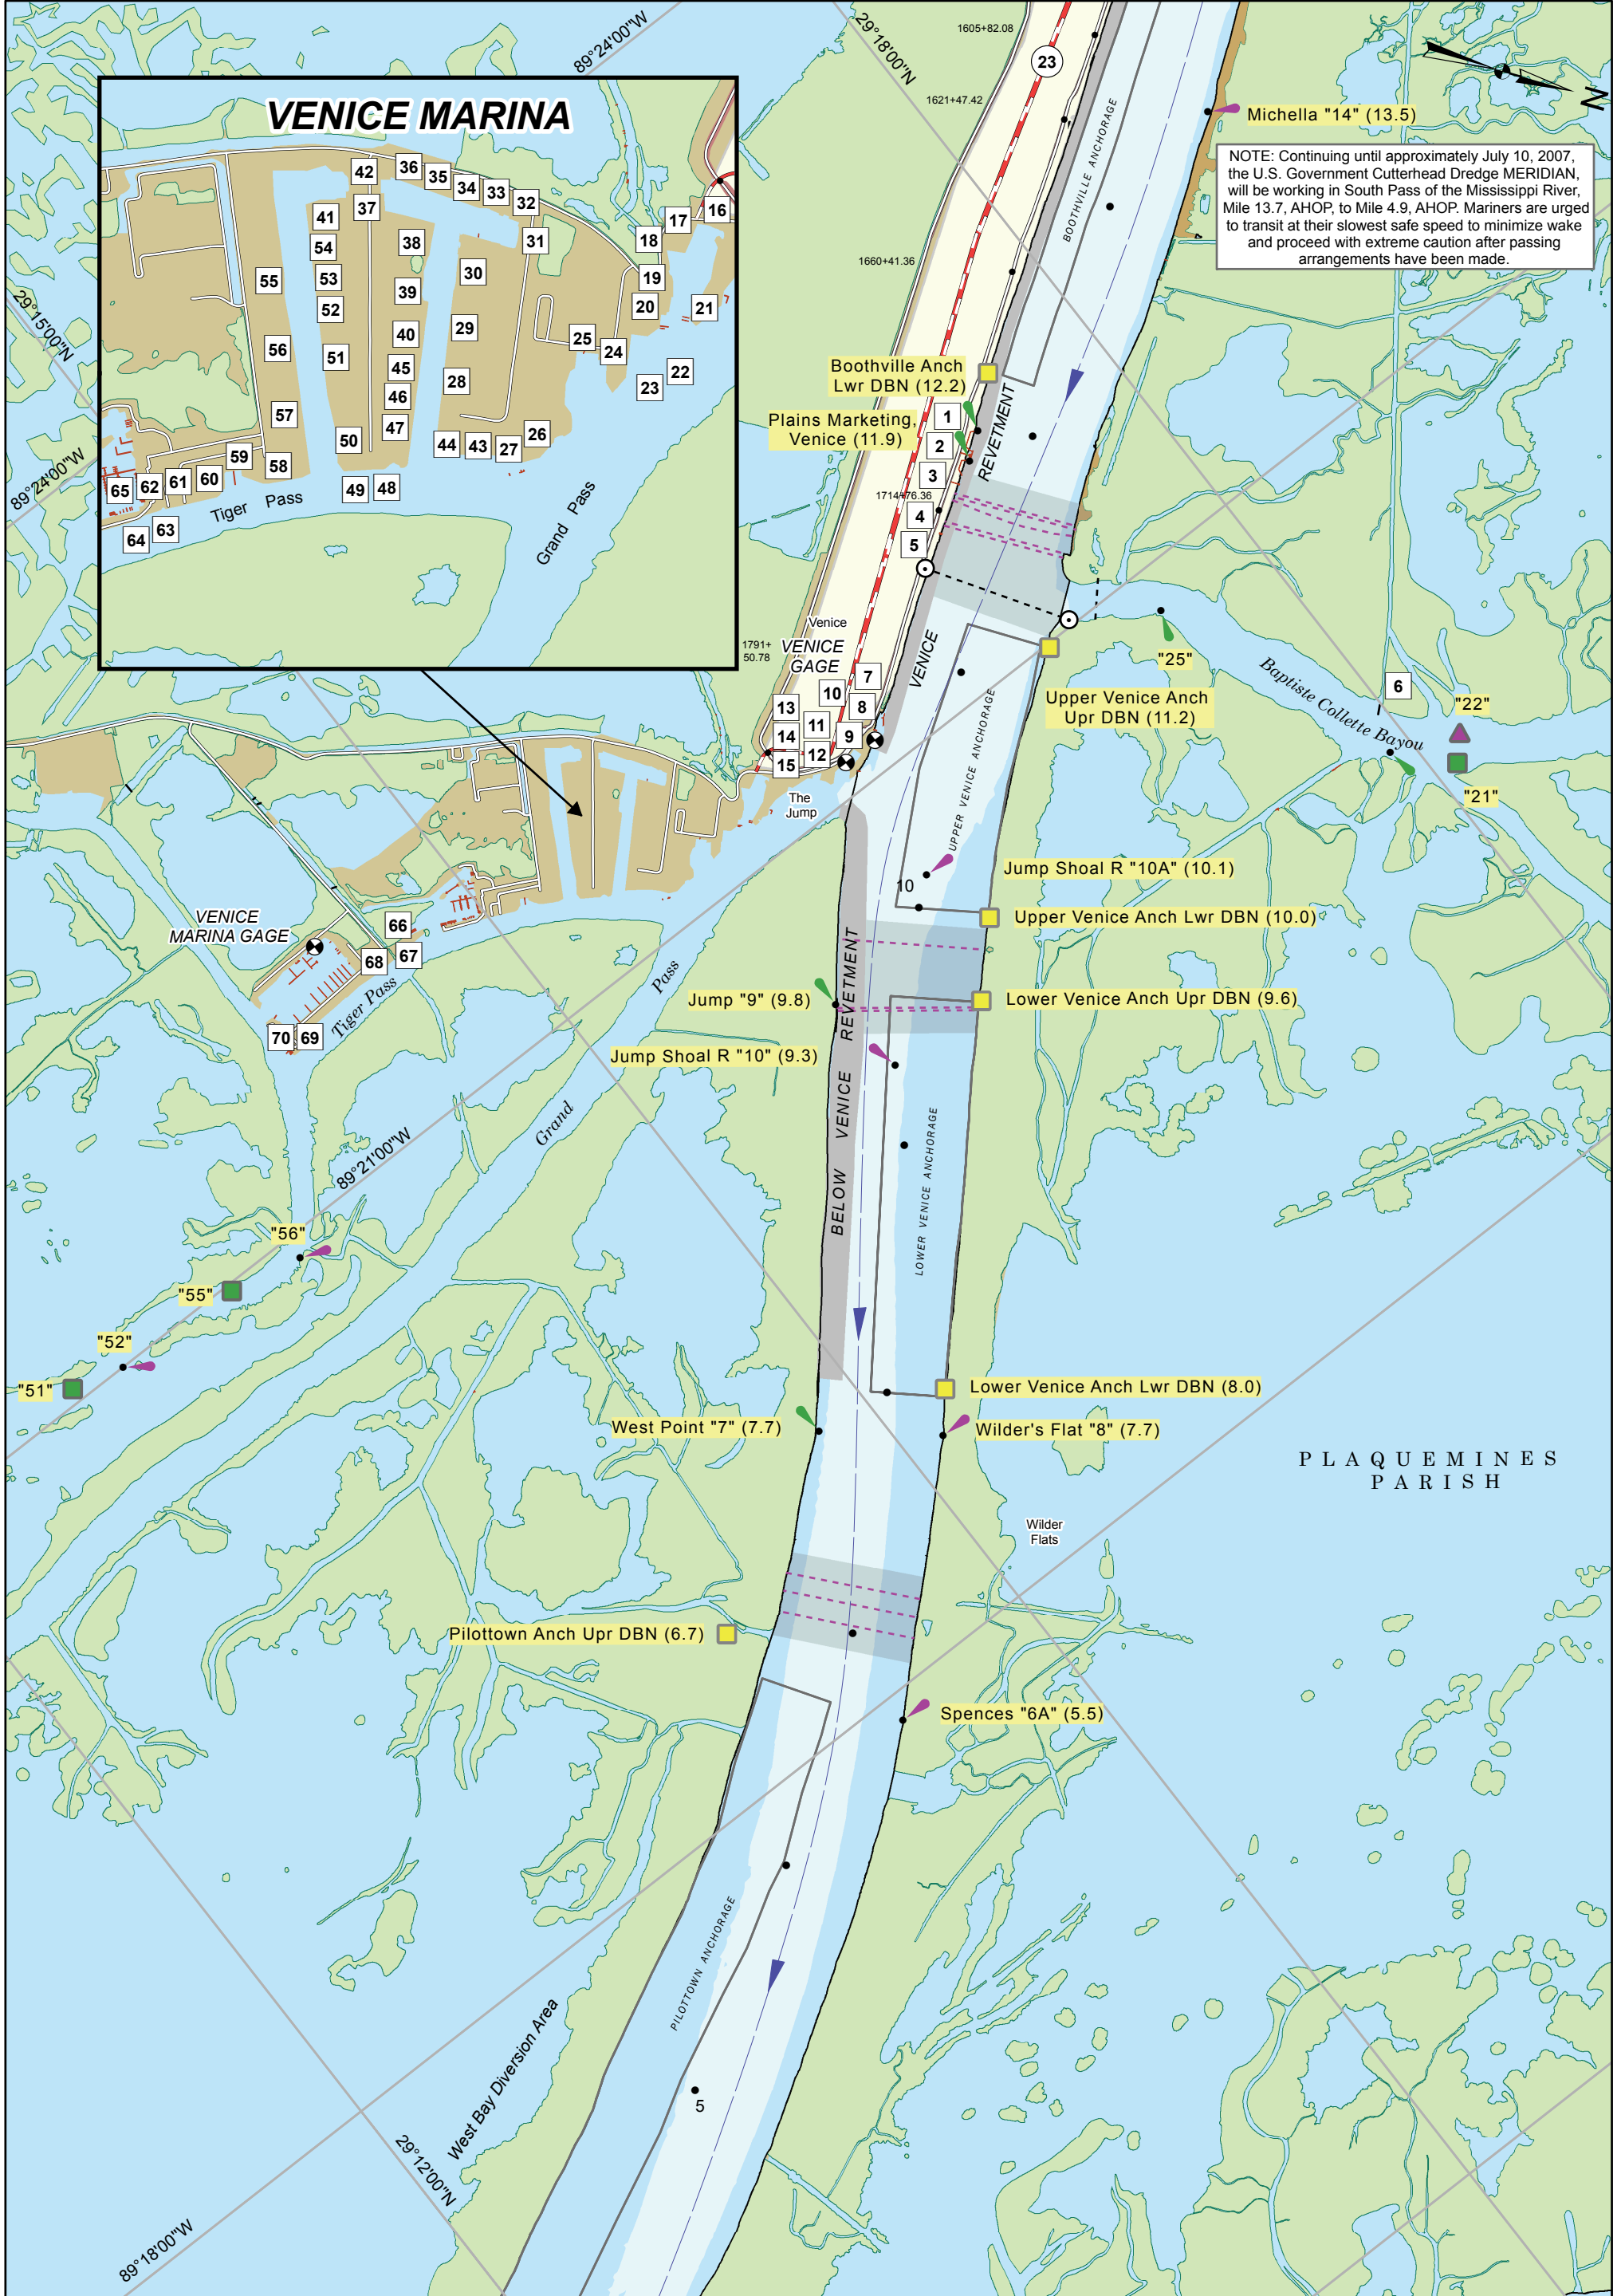 89°24'00"W
29°18'00"N
1605+82.08
23
1621+47.42
BOOTHVILLE ANCHORAGE
N
Michella "14" (13.5)
NOTE: Continuing until approximately July 10, 2007,
the U.S. Government Cutterhead Dredge MERIDIAN,
will be working in South Pass of the Mississippi River,
Mile 13.7, AHOP, to Mile 4.9, AHOP. Mariners are urged
to transit at their slowest safe speed to minimize wake
and proceed with extreme caution after passing
arrangements have been made.
VENICE MARINA
42
36
35
34
33
32
37
41
16
17
18
31
38
54
30
19
53
55
39
52
20
21
29
40
25
24
56
51
45
22
28
23
46
57
47
50
44
43
27
26
59
58
65
62
61
60
49
48
Tiger Pass
64
63
Grand Pass
29°15'00"N
89°24'00"W
1660+41.36
Boothville Anch
Lwr DBN (12.2)
REVETMENT
Plains Marketing,
Venice (11.9)
1
2
3
1714+76.36
4
5
Venice
VENICE
GAGE
1791+
50.78
VENICE
7
10
8
13
11
9
14
12
15
The
Jump
"25"
Upper Venice Anch
Upr DBN (11.2)
Baptiste Collette Bayou
6
"22"
"21"
UPPER VENICE ANCHORAGE
Jump Shoal R "10A" (10.1)
10
Upper Venice Anch Lwr DBN (10.0)
VENICE
MARINA GAGE
66
67
68
Tiger Pass
70
69
Grand Pass
Jump "9" (9.8)
Lower Venice Anch Upr DBN (9.6)
Jump Shoal R "10" (9.3)
BELOW VENICE REVETMENT
LOWER VENICE ANCHORAGE
89°21'00"W
"56"
"55"
"52"
"51"
Lower Venice Anch Lwr DBN (8.0)
West Point "7" (7.7)
Wilder's Flat "8" (7.7)
PLAQUEMINES
PARISH
Wilder
Flats
Pilottown Anch Upr DBN (6.7)
Spences "6A" (5.5)
PILOTTOWN ANCHORAGE
West Bay Diversion Area
5
29°12'00"N
89°18'00"W